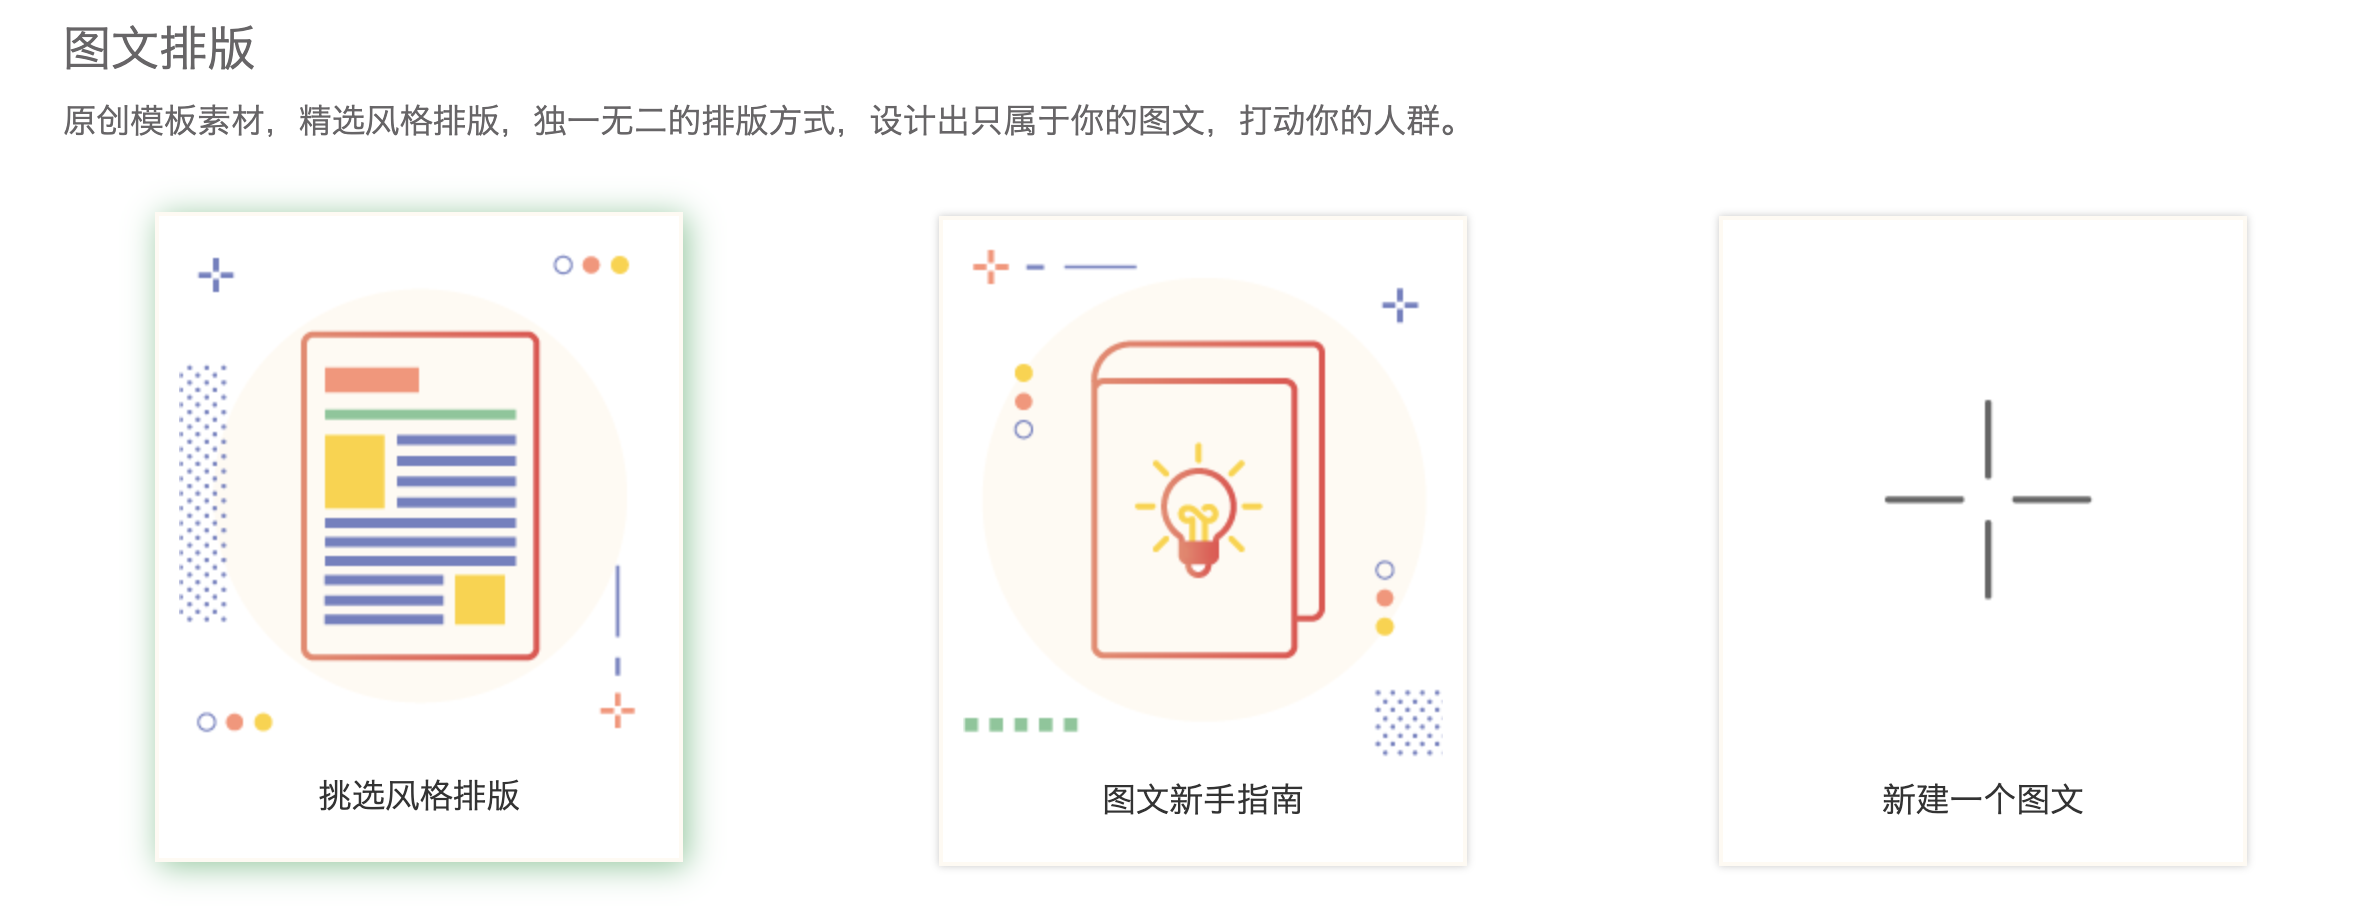 图文排版
原创模板素材，精选风格排版，独一无二的排版方式，设计出只属于你的图文，打动你的人群。
挑选风格排版
图文新手指南
新建一个图文